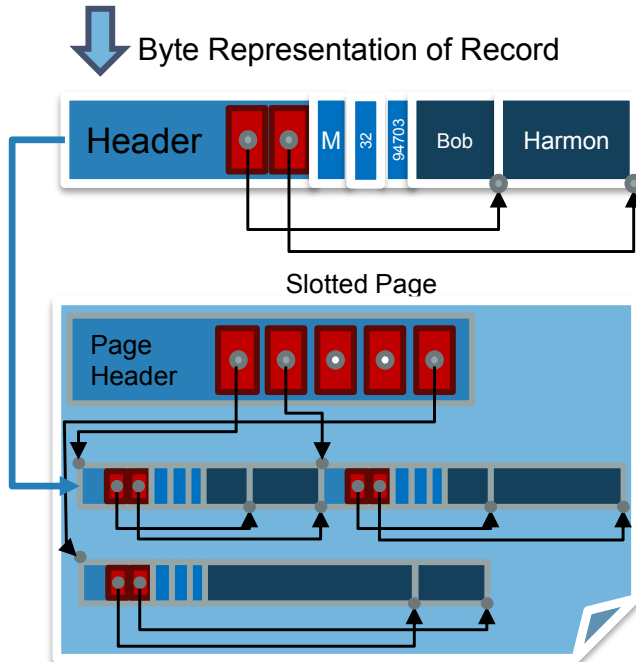 Byte Representation of Record
Header
M
32
94703
Bob
Harmon
Slotted Page
Page
Header